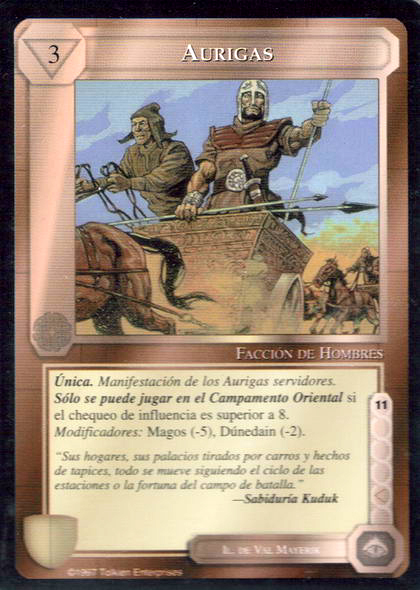 3
AURIGAS
FACCIÓN DE HOMBRES
Única. Manifestación de los Aurigas servidores.
Sólo se puede jugar en el Campamento Oriental si
el chequeo de influencia es superior a 8.
Modificadores: Magos (-5), Dúnedain (-2).
11
"Sus hogares, sus palacios tirados por carros y hechos
de tapices, todo se mueve siguiendo el ciclo de las
estaciones o la fortuna del campo de batalla."
—Sabiduría Kuduk
IL. DE VAL MAYERIK
©1997 Tolkien Enterprises